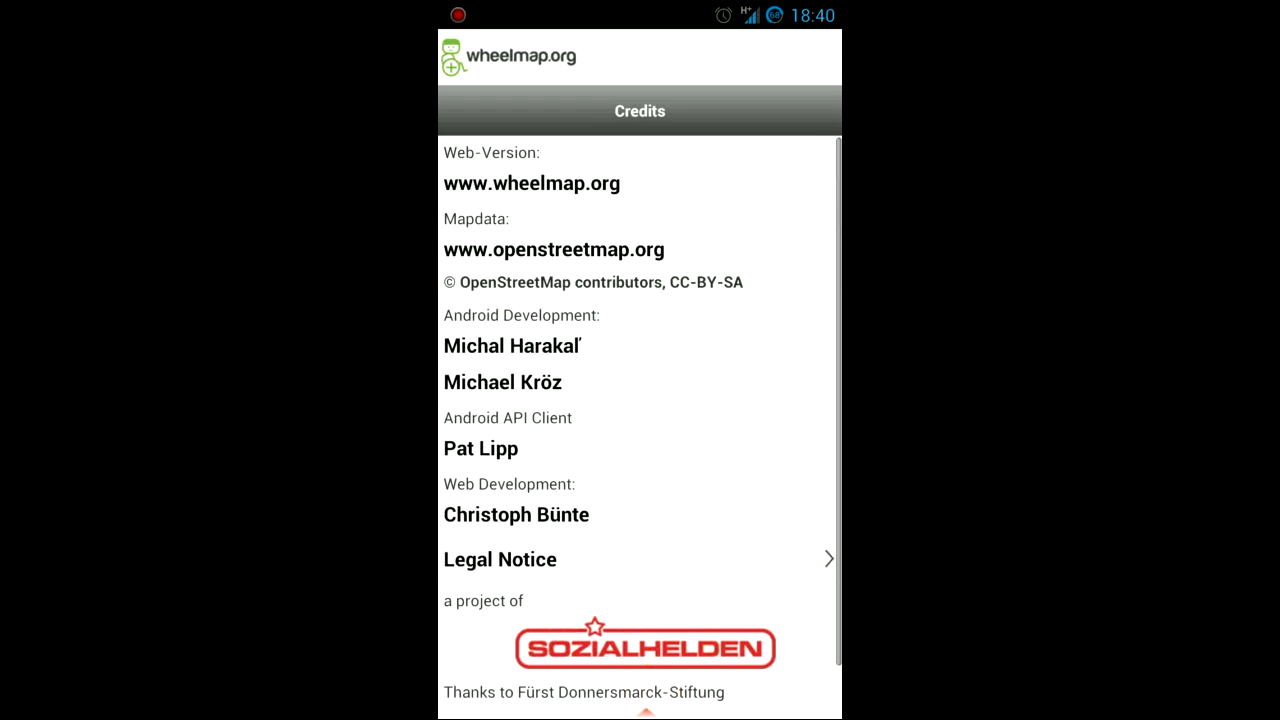 H+ 58 18:40
wheelmap.org
Credits
Web-Version:
www.wheelmap.org
Mapdata:
www.openstreetmap.org
© OpenStreetMap contributors, CC-BY-SA
Android Development:
Michal Harakaľ
Michael Kröz
Android API Client
Pat Lipp
Web Development:
Christoph Bünte
Legal Notice
a project of
SOZIALHELDEN
Thanks to Fürst Donnersmarck-Stiftung